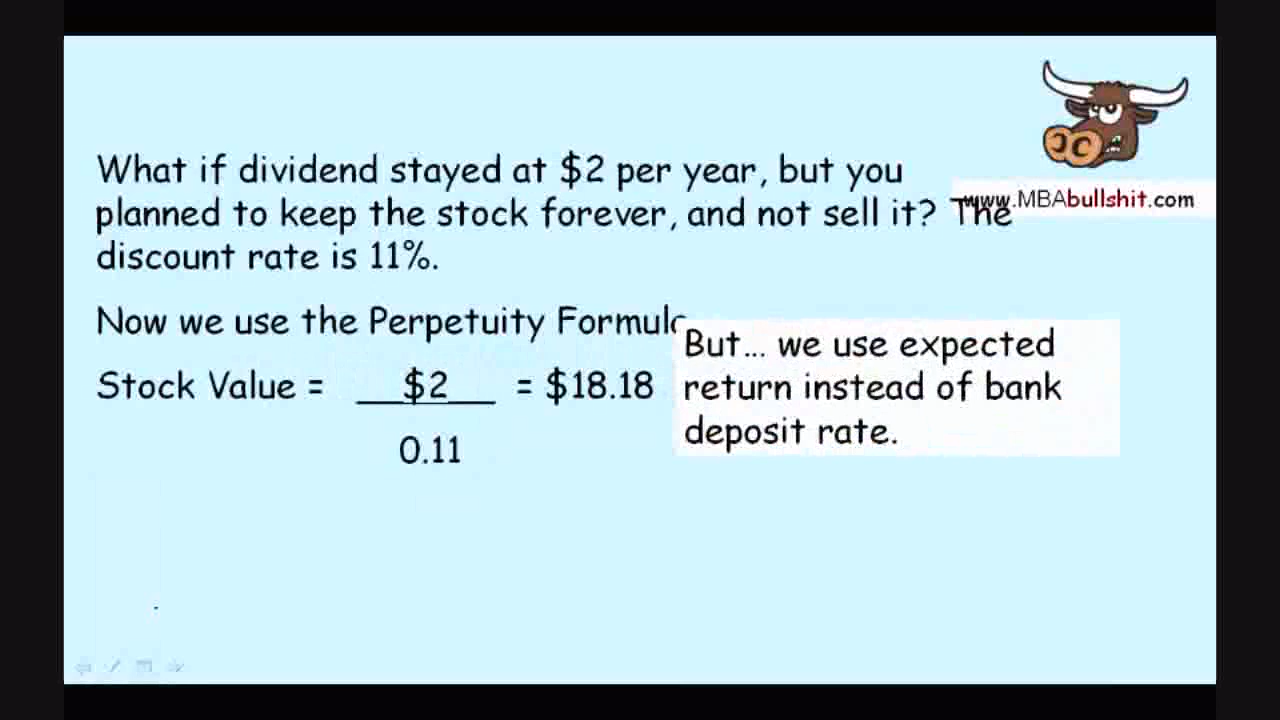 What if dividend stayed at $2 per year, but you
planned to keep the stock forever, and not sell it? The
discount rate is 11%.
www.MBAbullshit.com
Now we use the Perpetuity
Stock Value = $2 = $18.18
0.11
But... we use expected
return instead of bank
deposit rate.